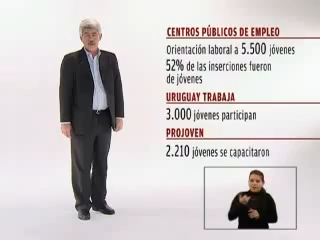 CENTROS PÚBLICOS DE EMPLEO
Orientación laboral a 5.500 jóvenes
52% de las inserciones fueron
de jóvenes
URUGUAY TRABAJA
3.000 jóvenes participan
PROJOVEN
2.210 jóvenes se capacitaron